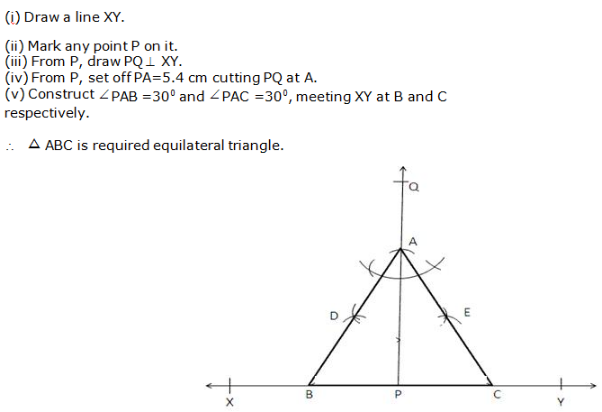 (i) Draw a line XY.
(ii) Mark any point P on it.
(iii) From P, draw PQ⊥ XY.
(iv) From P, set off PA=5.4 cm cutting PQ at A.
(v) Construct ∠PAB =30⁰ and ∠PAC =30⁰, meeting XY at B and C
respectively.
∴ △ ABC is required equilateral triangle.
Q
A
D E
B P C
X Y